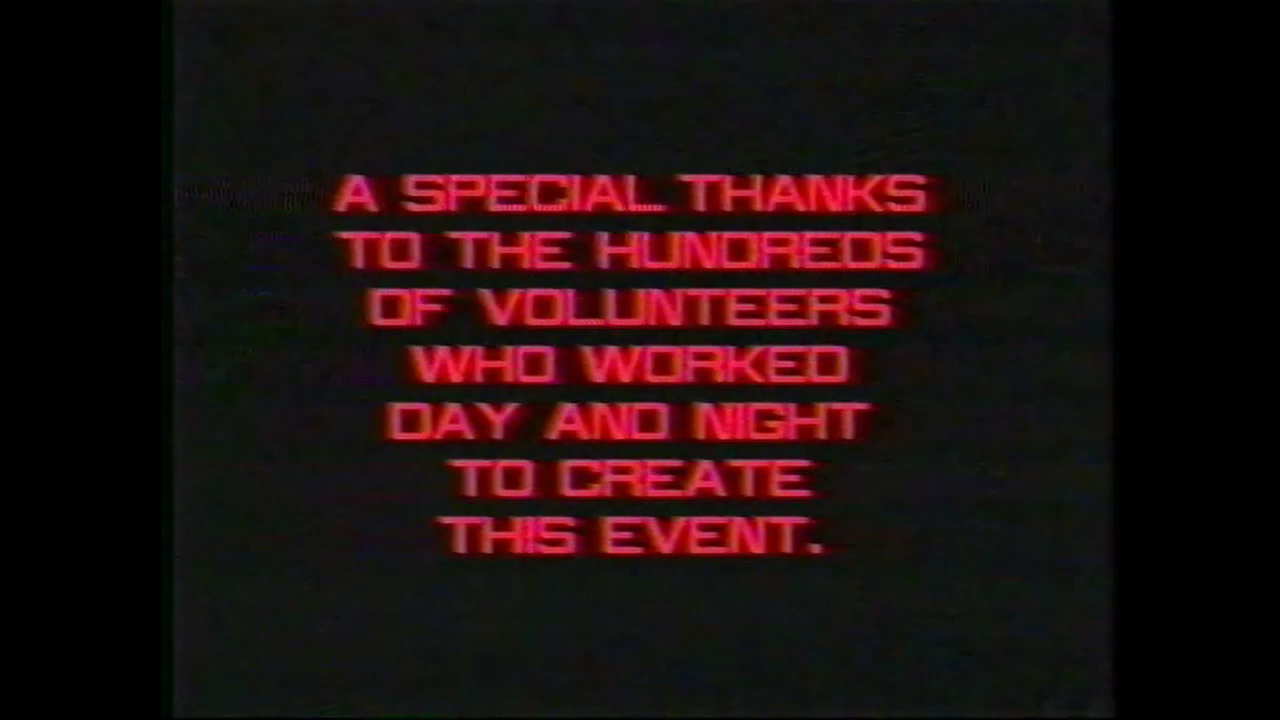 A SPECIAL THANKS
TO THE HUNDREDS
OF VOLUNTEERS
WHO WORKED
DAY AND NIGHT
TO CREATE
THIS EVENT.